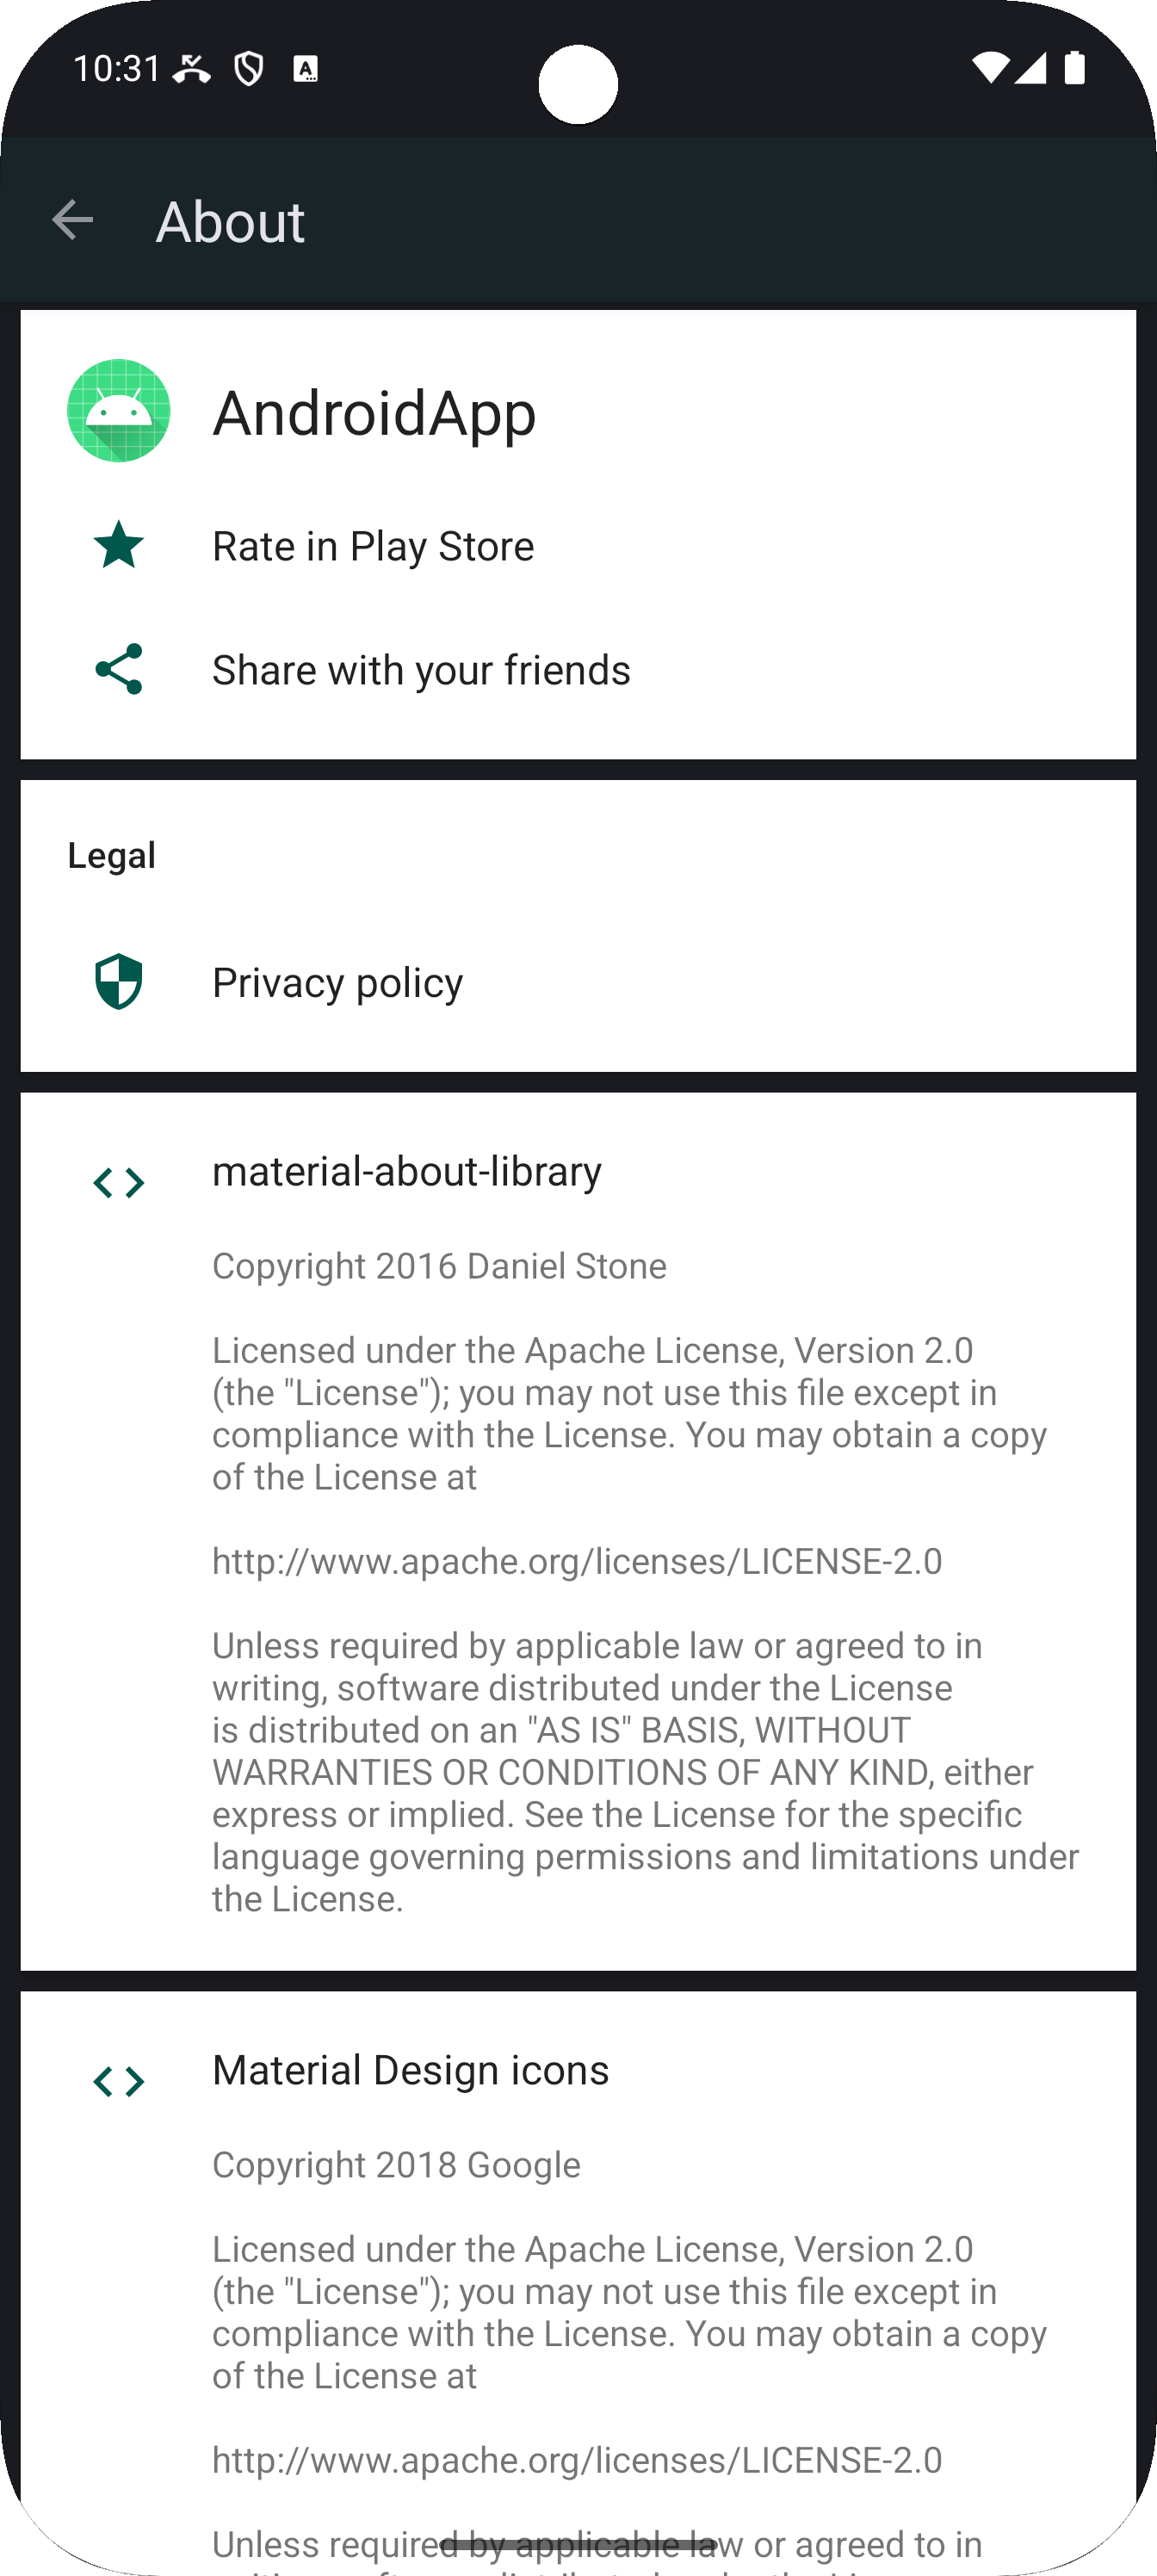 10:31
About
AndroidApp
Rate in Play Store
Share with your friends
Legal
Privacy policy
material-about-library
Copyright 2016 Daniel Stone
Licensed under the Apache License, Version 2.0
(the "License"); you may not use this file except in
compliance with the License. You may obtain a copy
of the License at
http://www.apache.org/licenses/LICENSE-2.0
Unless required by applicable law or agreed to in
writing, software distributed under the License
is distributed on an "AS IS" BASIS, WITHOUT
WARRANTIES OR CONDITIONS OF ANY KIND, either
express or implied. See the License for the specific
language governing permissions and limitations under
the License.
Material Design icons
Copyright 2018 Google
Licensed under the Apache License, Version 2.0
(the "License"); you may not use this file except in
compliance with the License. You may obtain a copy
of the License at
http://www.apache.org/licenses/LICENSE-2.0
Unless required by applicable law or agreed to in